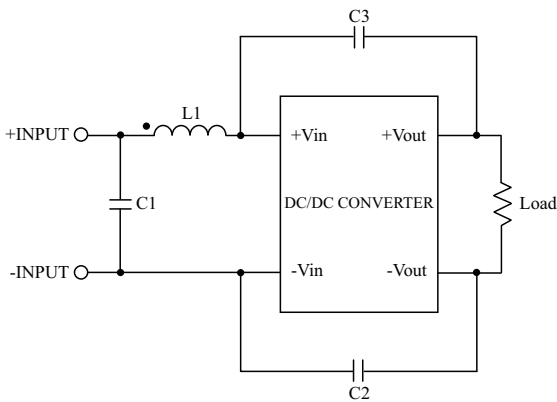 C3
L1
+INPUT
+Vin
+Vout
C1
DC/DC CONVERTER
Load
-INPUT
-Vin
-Vout
C2